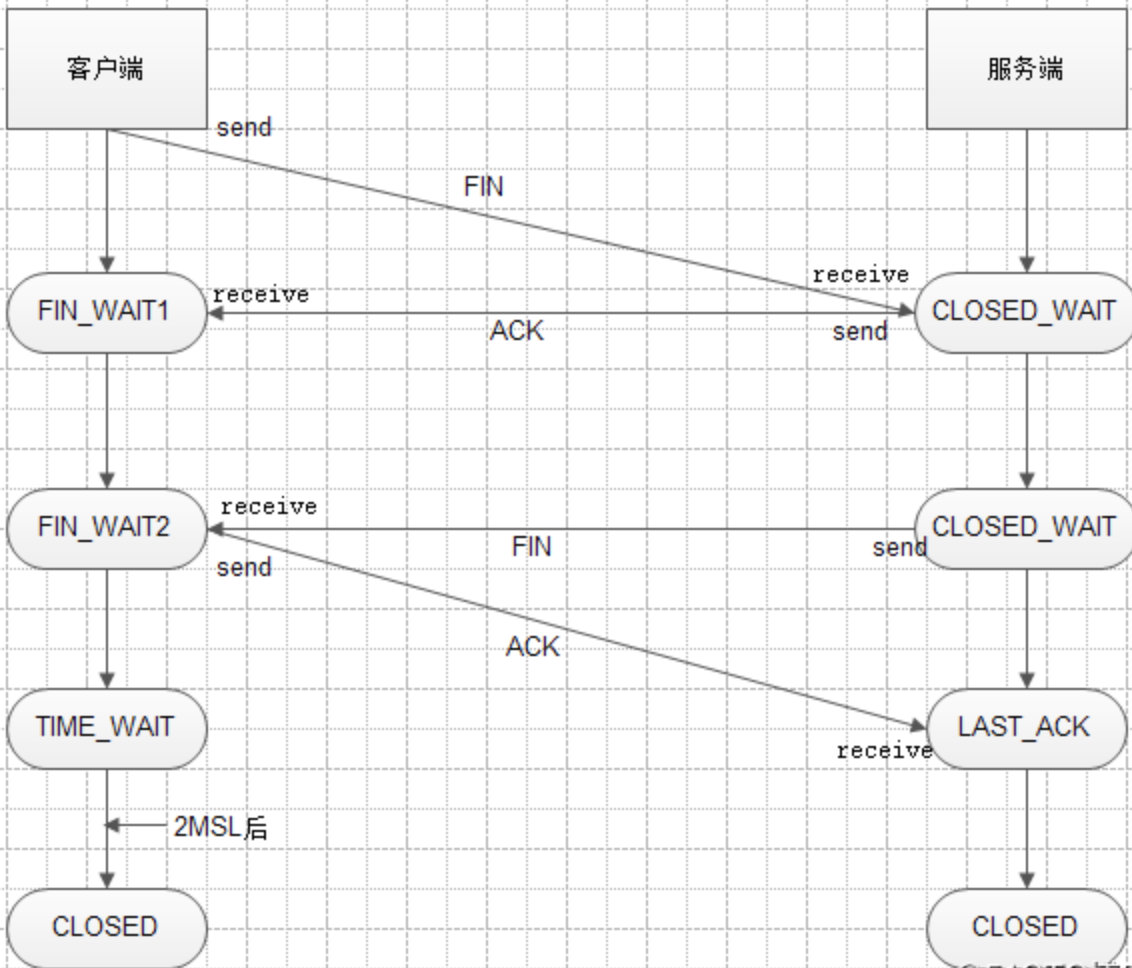 客户端
服务端
send
FIN
receive
receive
FIN_WAIT1
CLOSED_WAIT
ACK
send
receive
FIN_WAIT2
CLOSED_WAIT
FIN
send
send
ACK
TIME_WAIT
LAST_ACK
receive
2MSL后
CLOSED
CLOSED